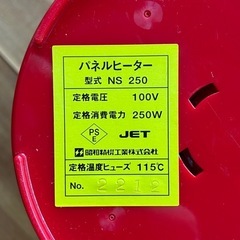 パネルヒーター
型式 NS 250
定格電圧 100V
定格消費電力 250W
PS
E
JET
昭和精機工業株式会社
定格温度ヒューズ 115℃
No. 2213